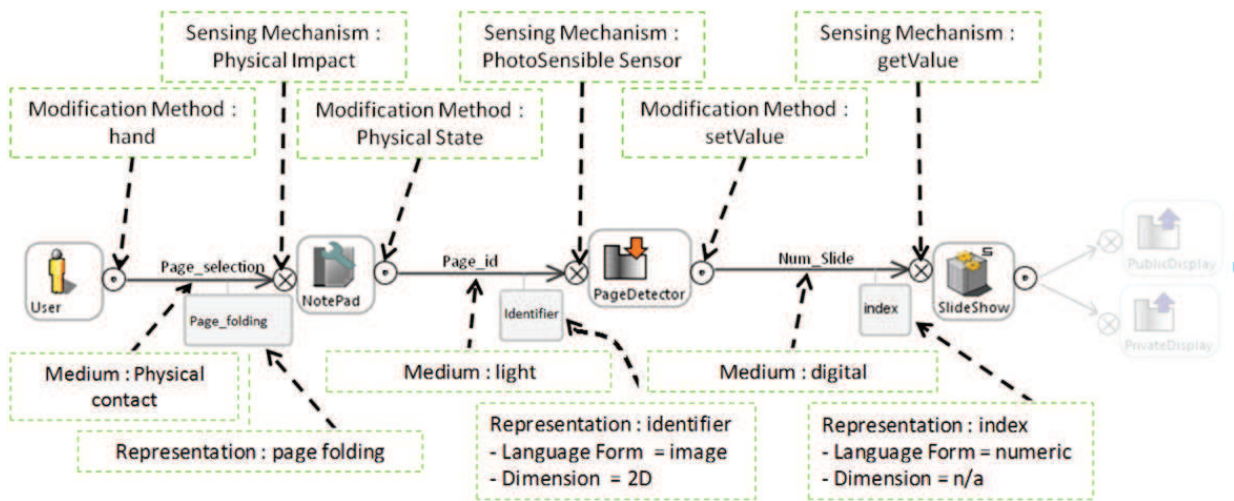 Sensing Mechanism :
Physical Impact
Sensing Mechanism :
PhotoSensible Sensor
Sensing Mechanism :
getValue
Modification Method :
hand
Modification Method :
Physical State
Modification Method :
setValue
User
Page_selection
Page_folding
NotePad
Page_id
Identifier
PageDetector
Num_Slide
index
S
SlideShow
PublicDisplay
PrivateDisplay
Medium : Physical
contact
Medium : light
Medium : digital
Representation : page folding
Representation : identifier
- Language Form = image
- Dimension = 2D
Representation : index
- Language Form = numeric
- Dimension = n/a